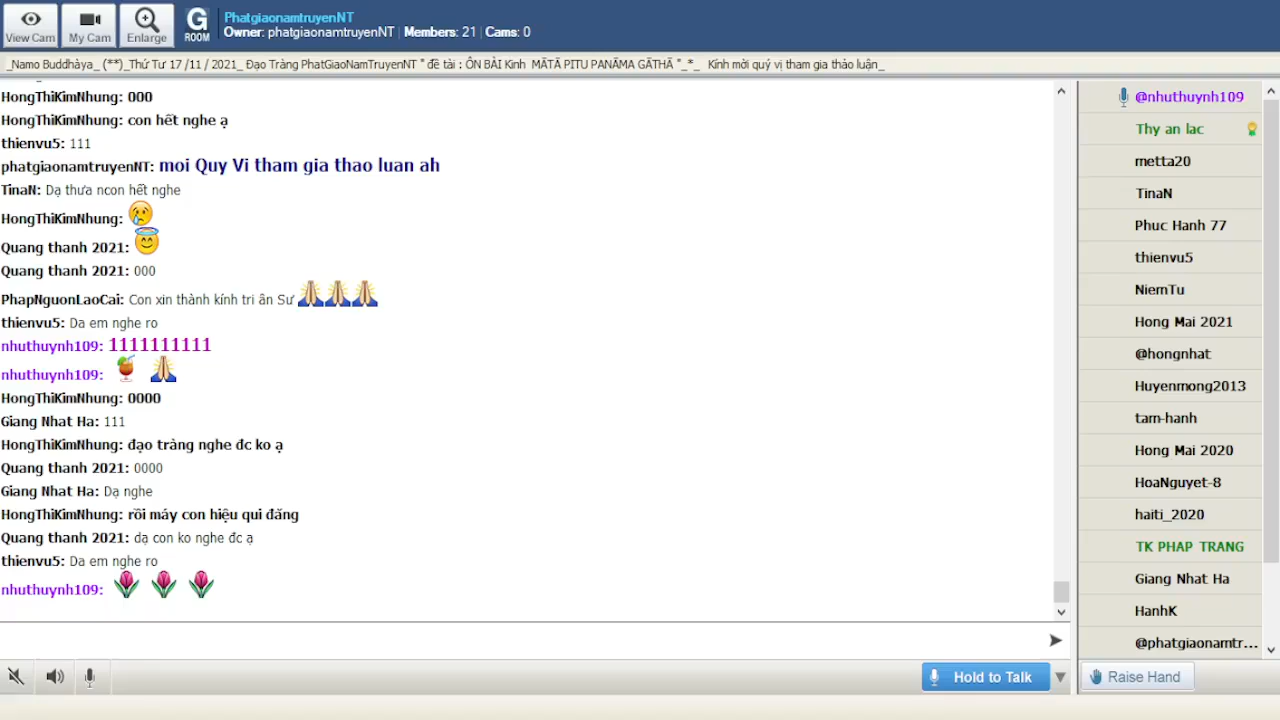 View Cam
My Cam
Enlarge
G ROOM
PhatgiaonamtruyenNT
Owner: phatgiaonamtruyenNT | Members: 21 | Cams: 0
_Namo Buddhàya_ (**)_Thứ Tư 17 /11 / 2021_ Đạo Tràng PhatGiaoNamTruyenNT " đề tài : ÔN BÀI Kinh MÃTÃ PITU PANÃMA GÃTHÃ "_*_ Kính mời quý vị tham gia thảo luận_
HongThiKimNhung: 000
HongThiKimNhung: con hết nghe ạ
thienvu5: 111
phatgiaonamtruyenNT: moi Quy Vi tham gia thao luan ah
TinaN: Dạ thưa ncon hết nghe
HongThiKimNhung:
Quang thanh 2021:
Quang thanh 2021: 000
PhapNguonLaoCai: Con xin thành kính tri ân Sư
thienvu5: Da em nghe ro
nhuthuynh109: 1111111111
nhuthuynh109:
HongThiKimNhung: 0000
Giang Nhat Ha: 111
HongThiKimNhung: đạo tràng nghe đc ko ạ
Quang thanh 2021: 0000
Giang Nhat Ha: Dạ nghe
HongThiKimNhung: rồi máy con hiệu qui đăng
Quang thanh 2021: dạ con ko nghe đc ạ
thienvu5: Da em nghe ro
nhuthuynh109:
@nhuthuynh109
Thy an lac
metta20
TinaN
Phuc Hanh 77
thienvu5
NiemTu
Hong Mai 2021
@hongnhat
Huyenmong2013
tam-hanh
Hong Mai 2020
HoaNguyet-8
haiti_2020
TK PHAP TRANG
Giang Nhat Ha
HanhK
@phatgiaonamtr...
Hold to Talk
Raise Hand